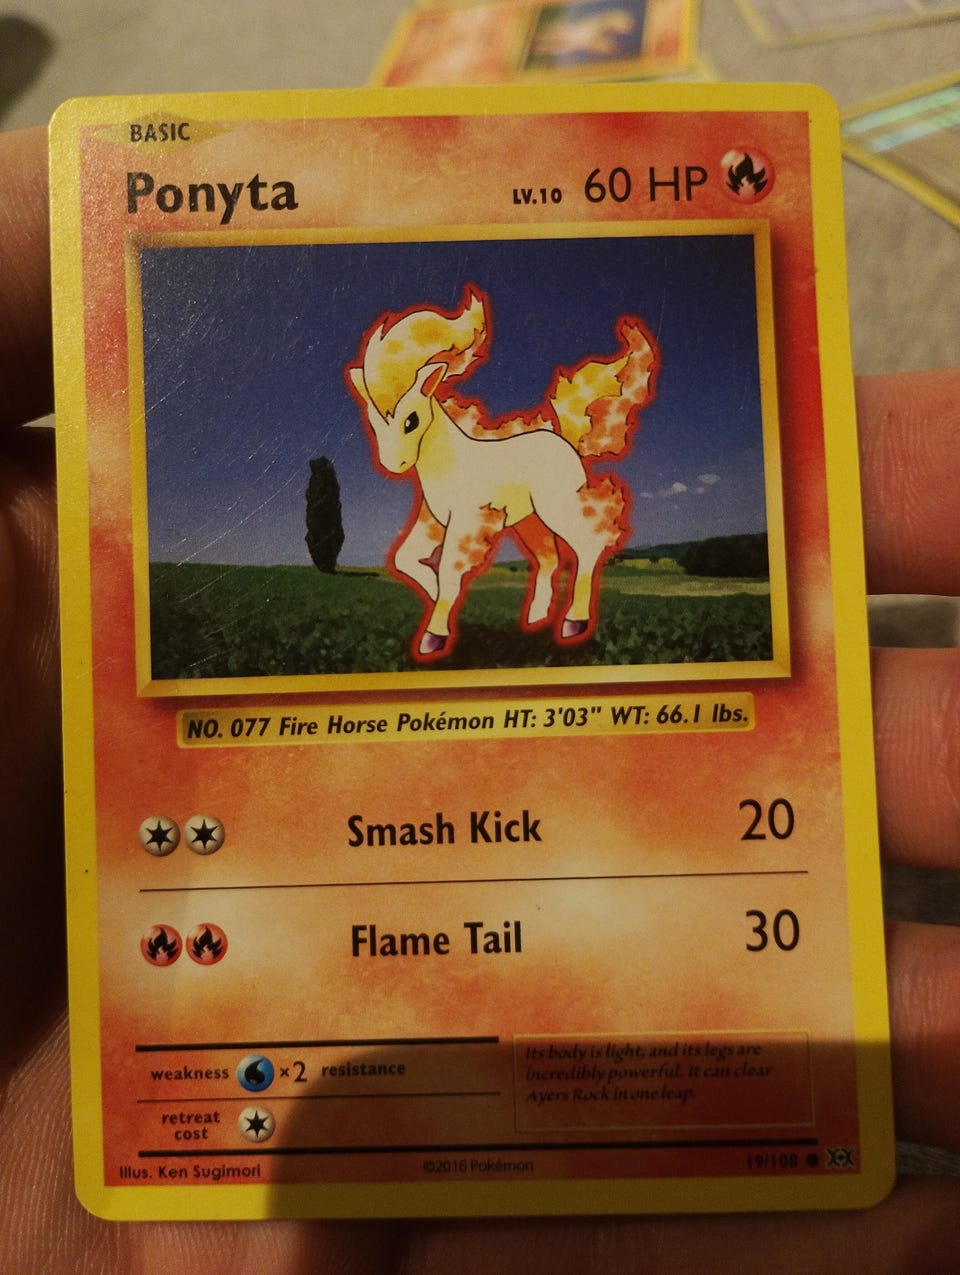 BASIC
Ponyta LV.10 60 HP
NO. 077 Fire Horse Pokémon HT: 3'03" WT: 66.1 lbs.
Smash Kick 20
Flame Tail 30
weakness ×2 resistance
retreat
cost
Its body is light, and its legs are
incredibly powerful. It can clear
Ayers Rock in one leap.
Illus. Ken Sugimori ©2016 Pokémon 19/108